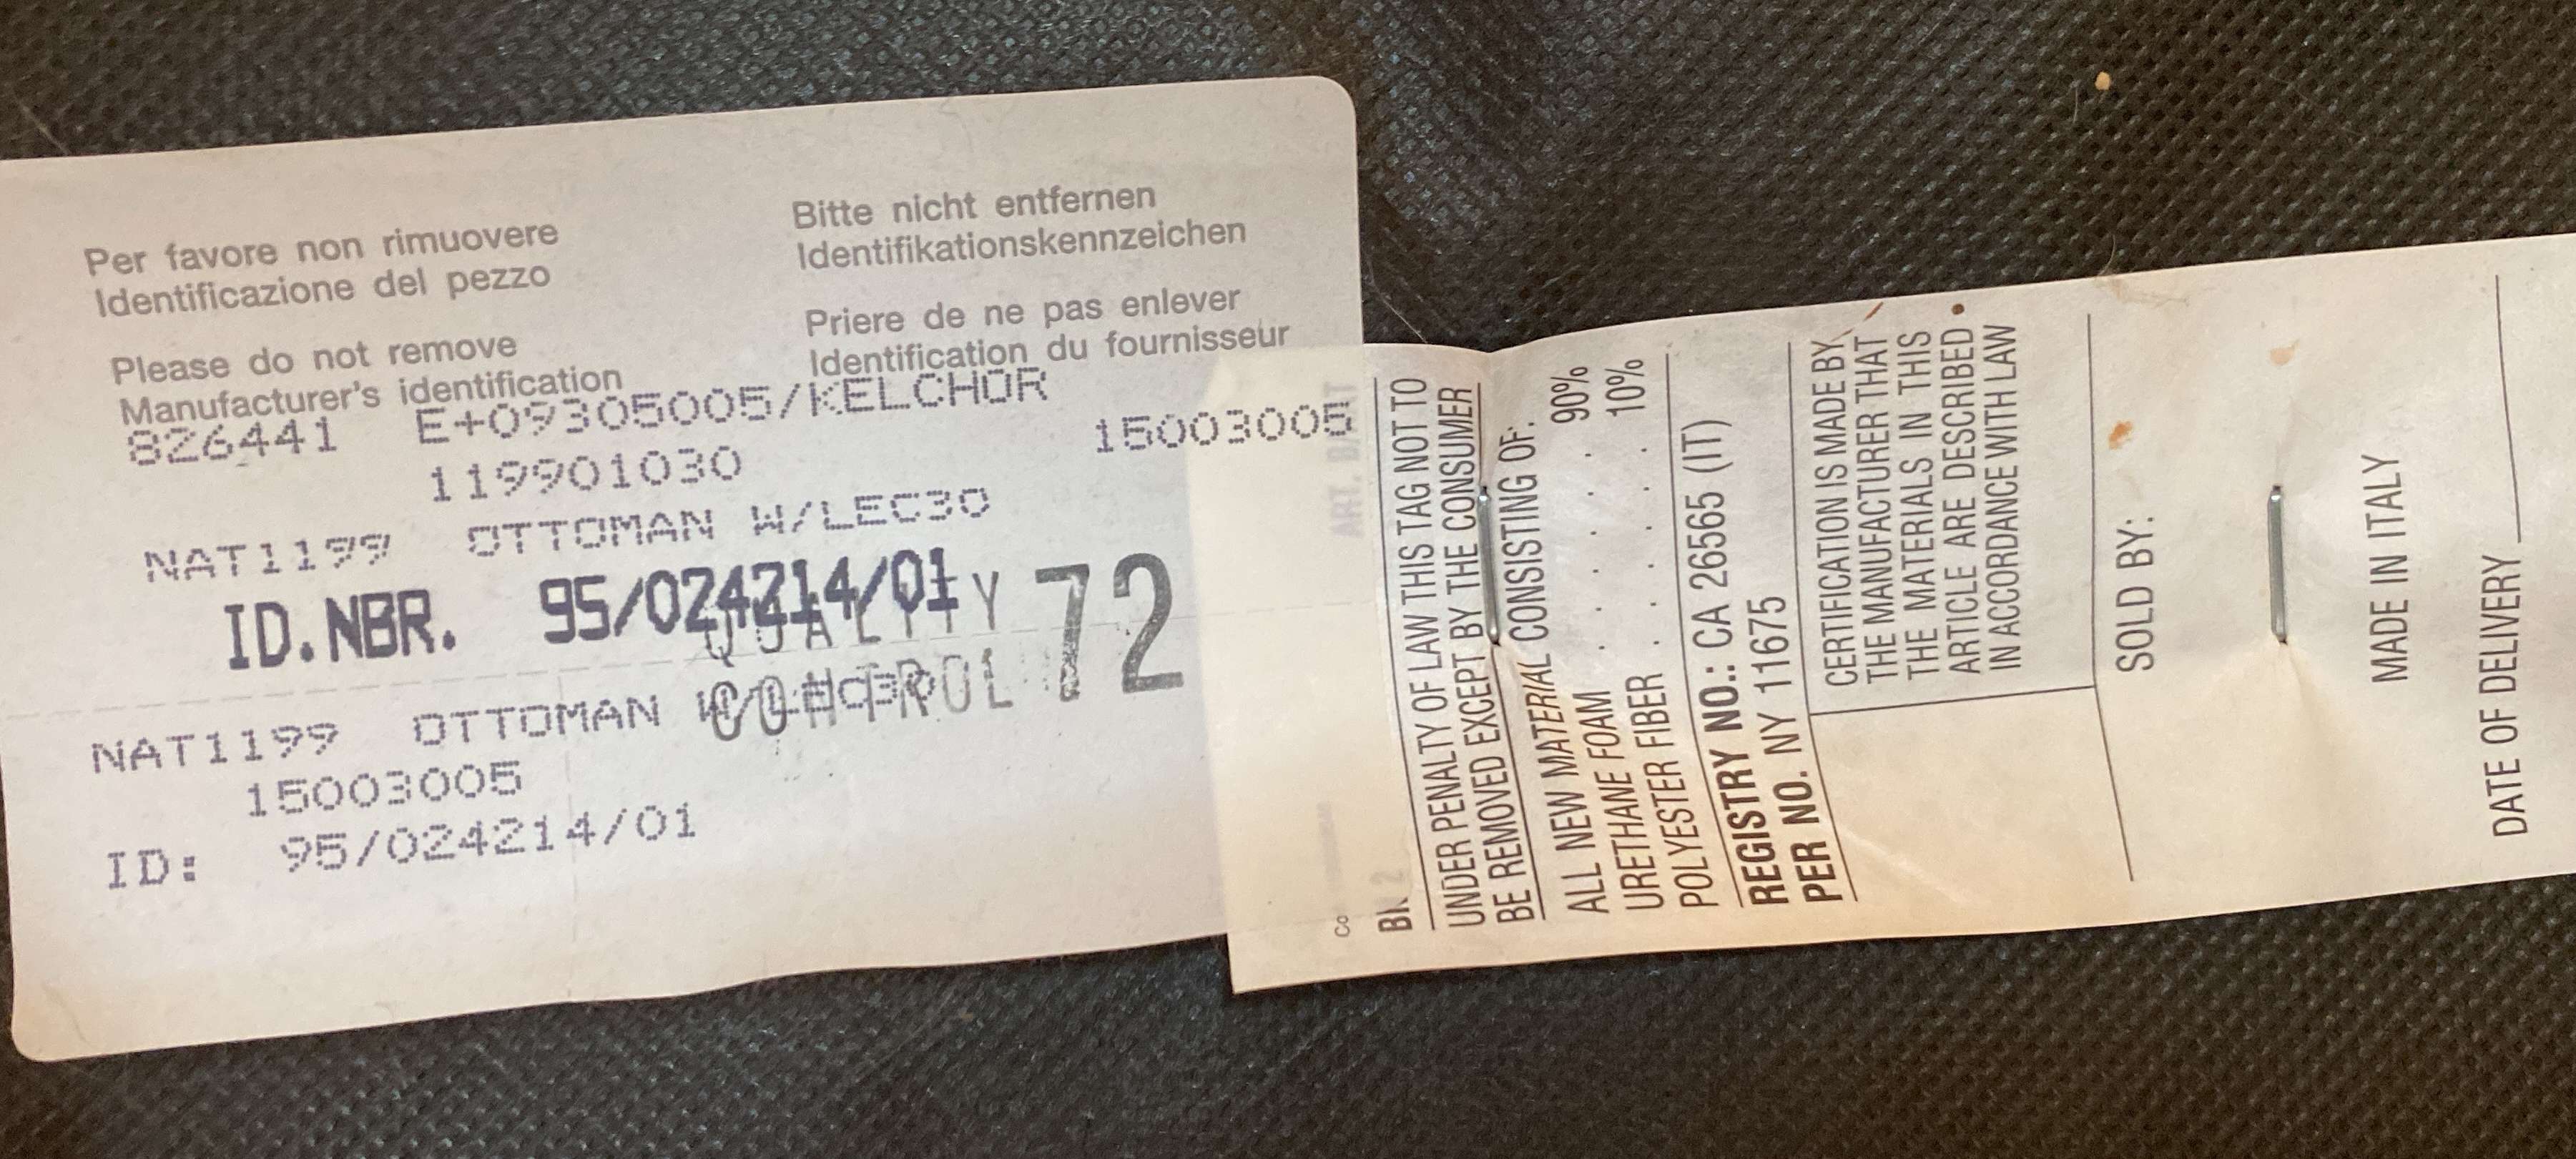 Per favore non rimuovere
Identificazione del pezzo
Please do not remove
Manufacturer's identification
Bitte nicht entfernen
Identifikationskennzeichen
Priere de ne pas enlever
Identification du fournisseur
826441 E+09305005/KELCHOR
119901030 15003005
NAT1199 OTTOMAN W/LEC30
ID.NBR. 95/024214/01
QUALITY
CONTROL 72
NAT1199 OTTOMAN W/LEC30
15003005
ID: 95/024214/01
UNDER PENALTY OF LAW THIS TAG NOT TO
BE REMOVED EXCEPT BY THE CONSUMER
ALL NEW MATERIAL CONSISTING OF:
URETHANE FOAM . . . . 90%
POLYESTER FIBER . . . . 10%
REGISTRY NO.: CA 26565 (IT)
PER NO. NY 11675
CERTIFICATION IS MADE BY
THE MANUFACTURER THAT
THE MATERIALS IN THIS
ARTICLE ARE DESCRIBED
IN ACCORDANCE WITH LAW
SOLD BY:
MADE IN ITALY
DATE OF DELIVERY